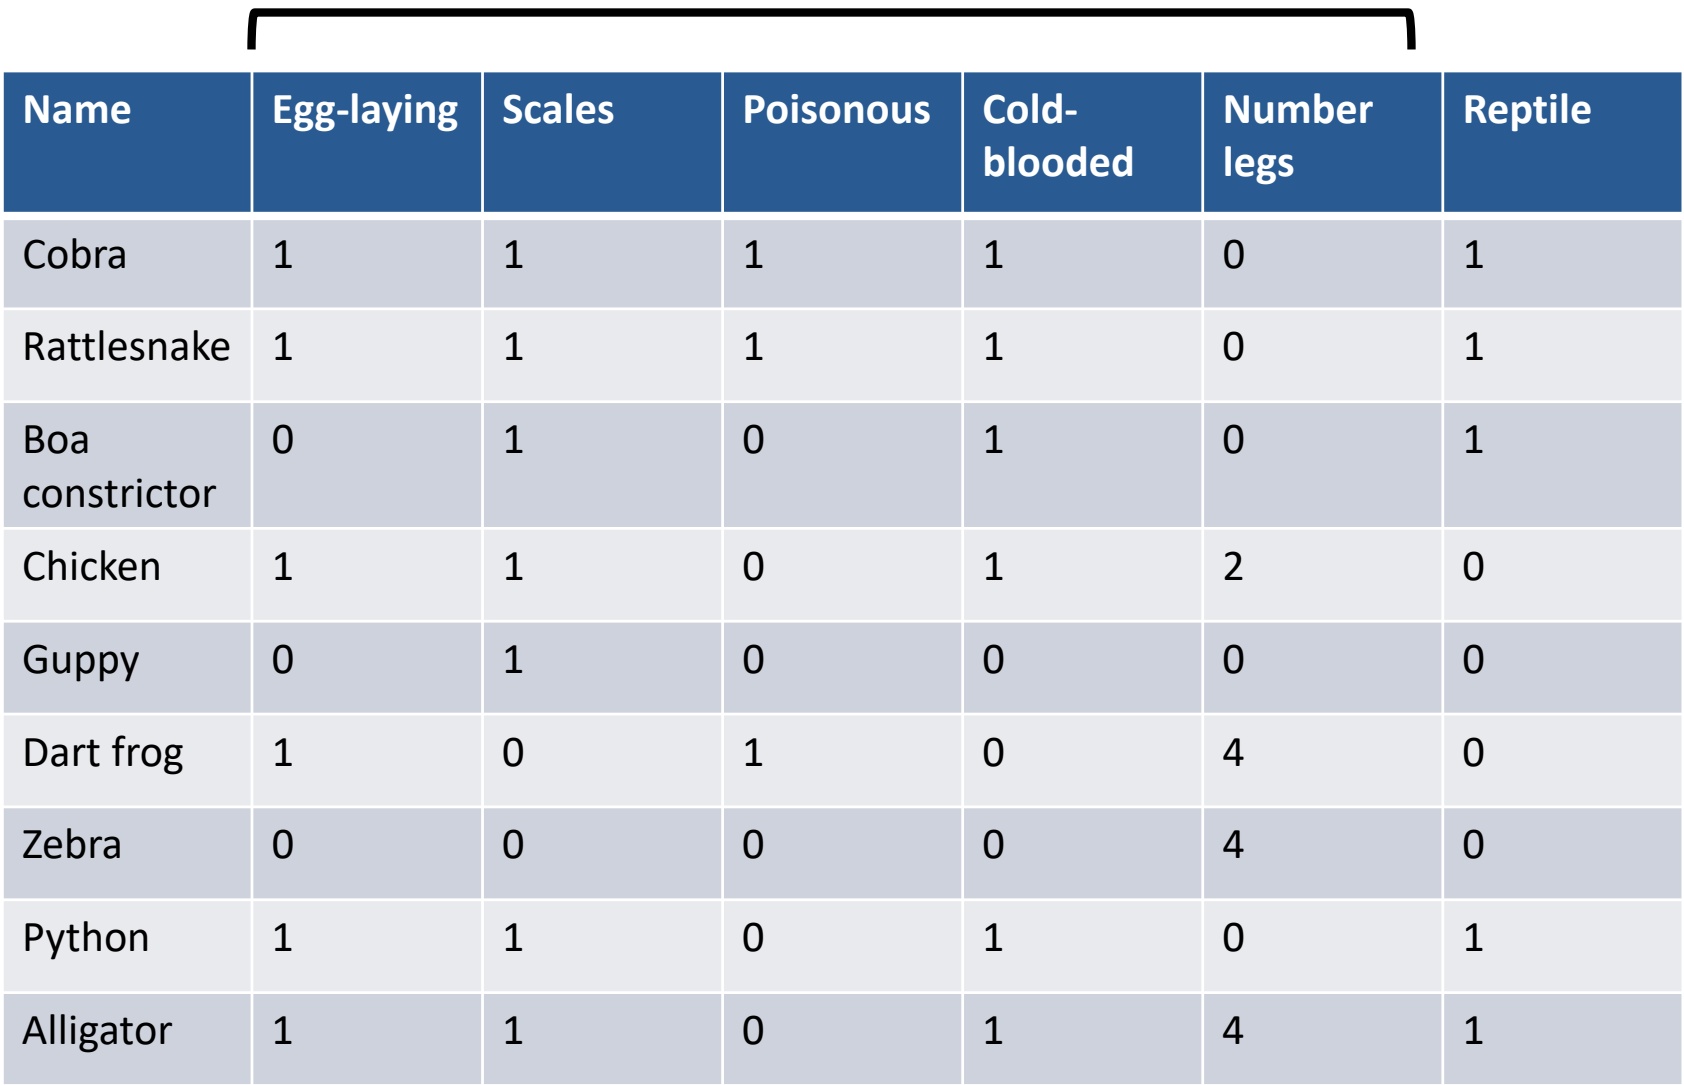 Name Egg-laying Scales Poisonous Cold-blooded Number legs Reptile
Cobra 1 1 1 1 0 1
Rattlesnake 1 1 1 1 0 1
Boa constrictor 0 1 0 1 0 1
Chicken 1 1 0 1 2 0
Guppy 0 1 0 0 0 0
Dart frog 1 0 1 0 4 0
Zebra 0 0 0 0 4 0
Python 1 1 0 1 0 1
Alligator 1 1 0 1 4 1